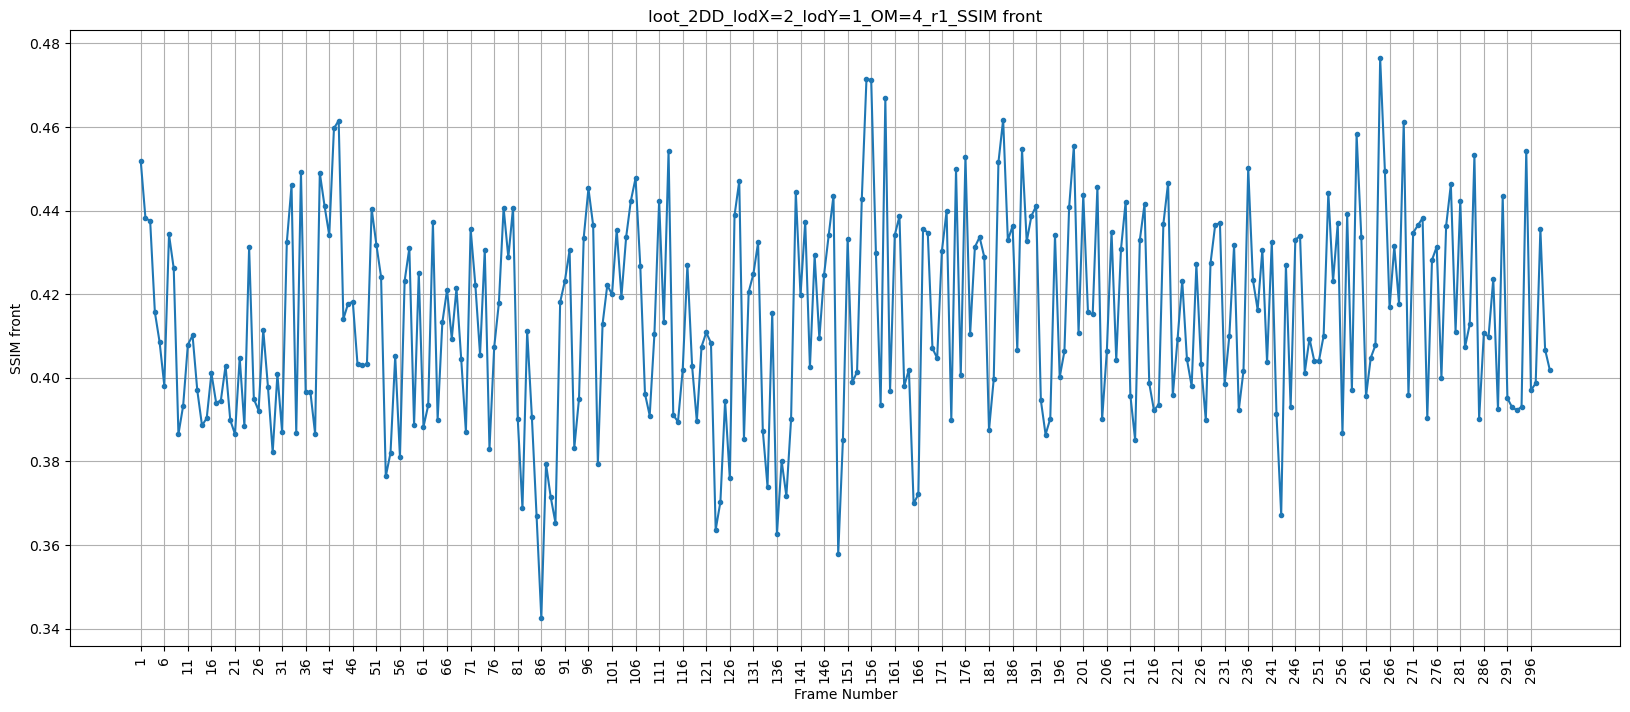 loot_2DD_lodX=2_lodY=1_OM=4_r1_SSIM front
0.48
0.46
0.44
0.42
0.40
0.38
0.36
0.34
SSIM front
1 6 11 16 21 26 31 36 41 46 51 56 61 66 71 76 81 86 91 96 101 106 111 116 121 126 131 136 141 146 151 156 161 166 171 176 181 186 191 196 201 206 211 216 221 226 231 236 241 246 251 256 261 266 271 276 281 286 291 296
Frame Number